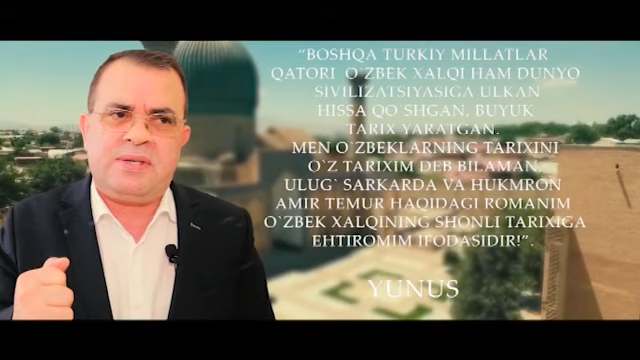 “BOSHQA TURKIY MILLATLAR
QATORI O`ZBEK XALQI HAM DUNYO
SIVILIZATSIYASIGA ULKAN
HISSA QO`SHGAN, BUYUK
TARIX YARATGAN.
MEN O`ZBEKLARNING TARIXINI
O`Z TARIXIM DEB BILAMAN.
ULUG` SARKARDA VA HUKMRON
AMIR TEMUR HAQIDAGI ROMANIM
O`ZBEK XALQINING SHONLI TARIXIGA
EHTIROMIM IFODASIDIR!”.
YUNUS